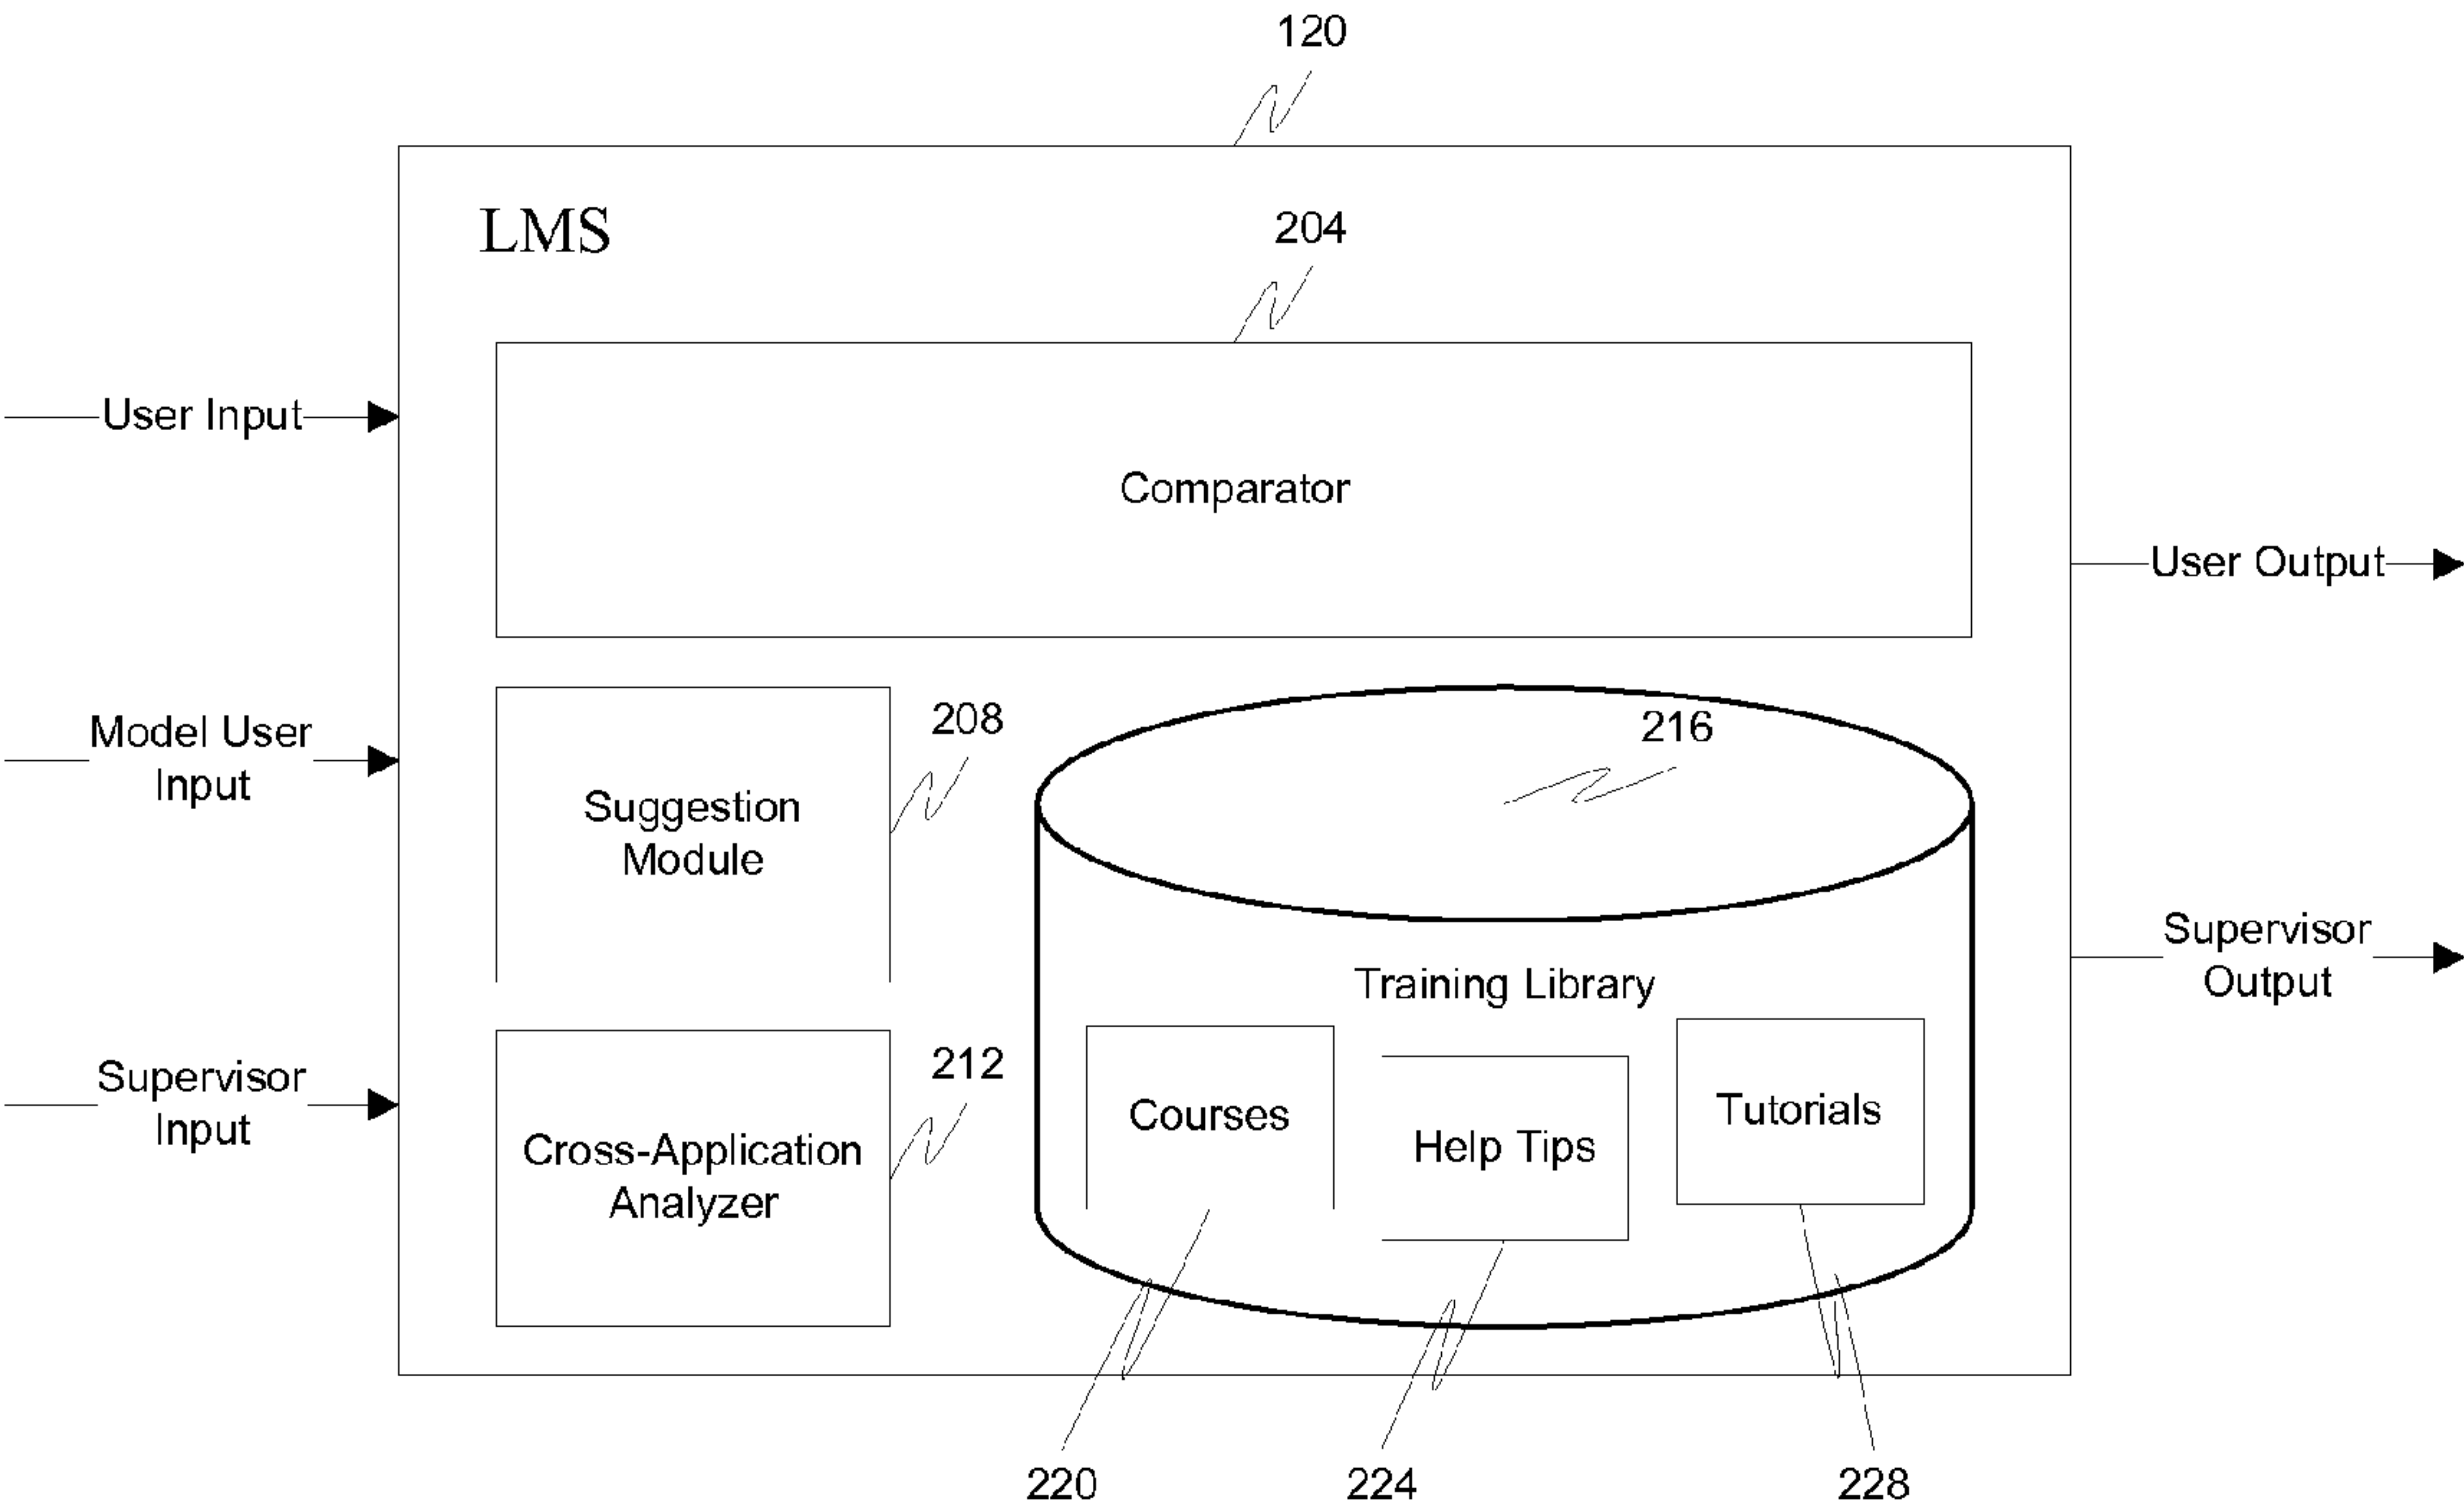 120
LMS
204
User Input
Comparator
User Output
Model User
Input
208
216
Suggestion
Module
Supervisor
Output
Training Library
Supervisor
Input
212
Cross-Application
Analyzer
Courses
Help Tips
Tutorials
220
224
228